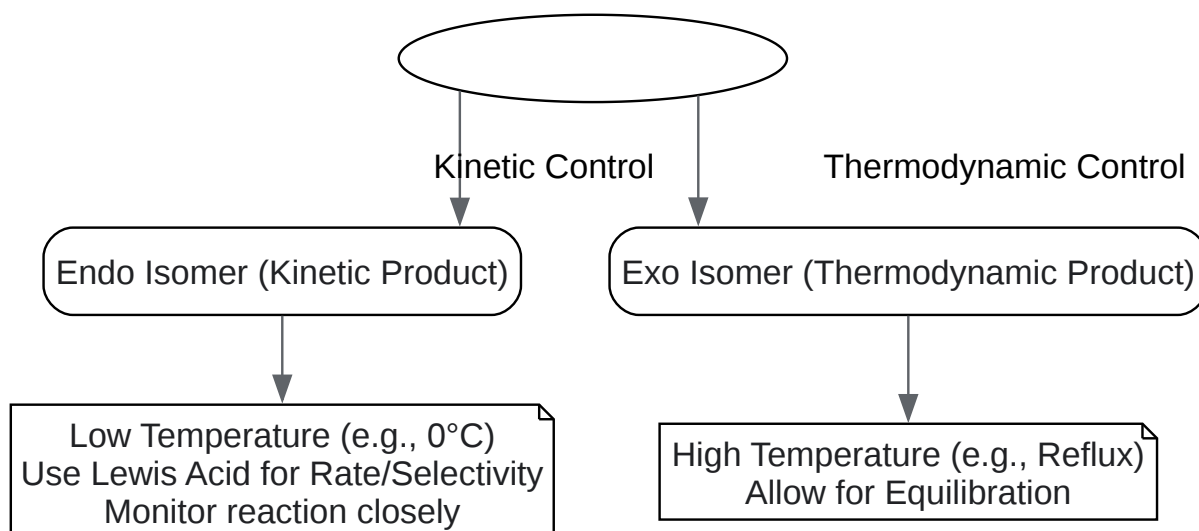 Kinetic Control
Thermodynamic Control
Endo Isomer (Kinetic Product)
Exo Isomer (Thermodynamic Product)
Low Temperature (e.g., 0°C)
Use Lewis Acid for Rate/Selectivity
Monitor reaction closely
High Temperature (e.g., Reflux)
Allow for Equilibration